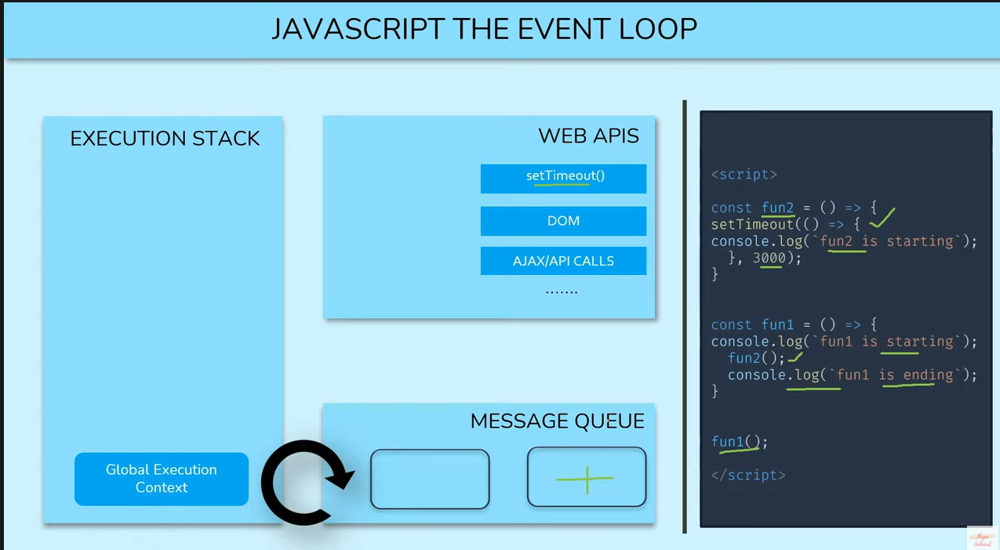 JAVASCRIPT THE EVENT LOOP
EXECUTION STACK
Global Execution
Context
WEB APIS
setTimeout()
DOM
AJAX/API CALLS
.......
MESSAGE QUEUE
<script>
const fun2 = () => {
setTimeout(() => {
console.log(`fun2 is starting`);
}, 3000);
}
const fun1 = () => {
console.log(`fun1 is starting`);
fun2();
console.log(`fun1 is ending`);
}
fun1();
</script>